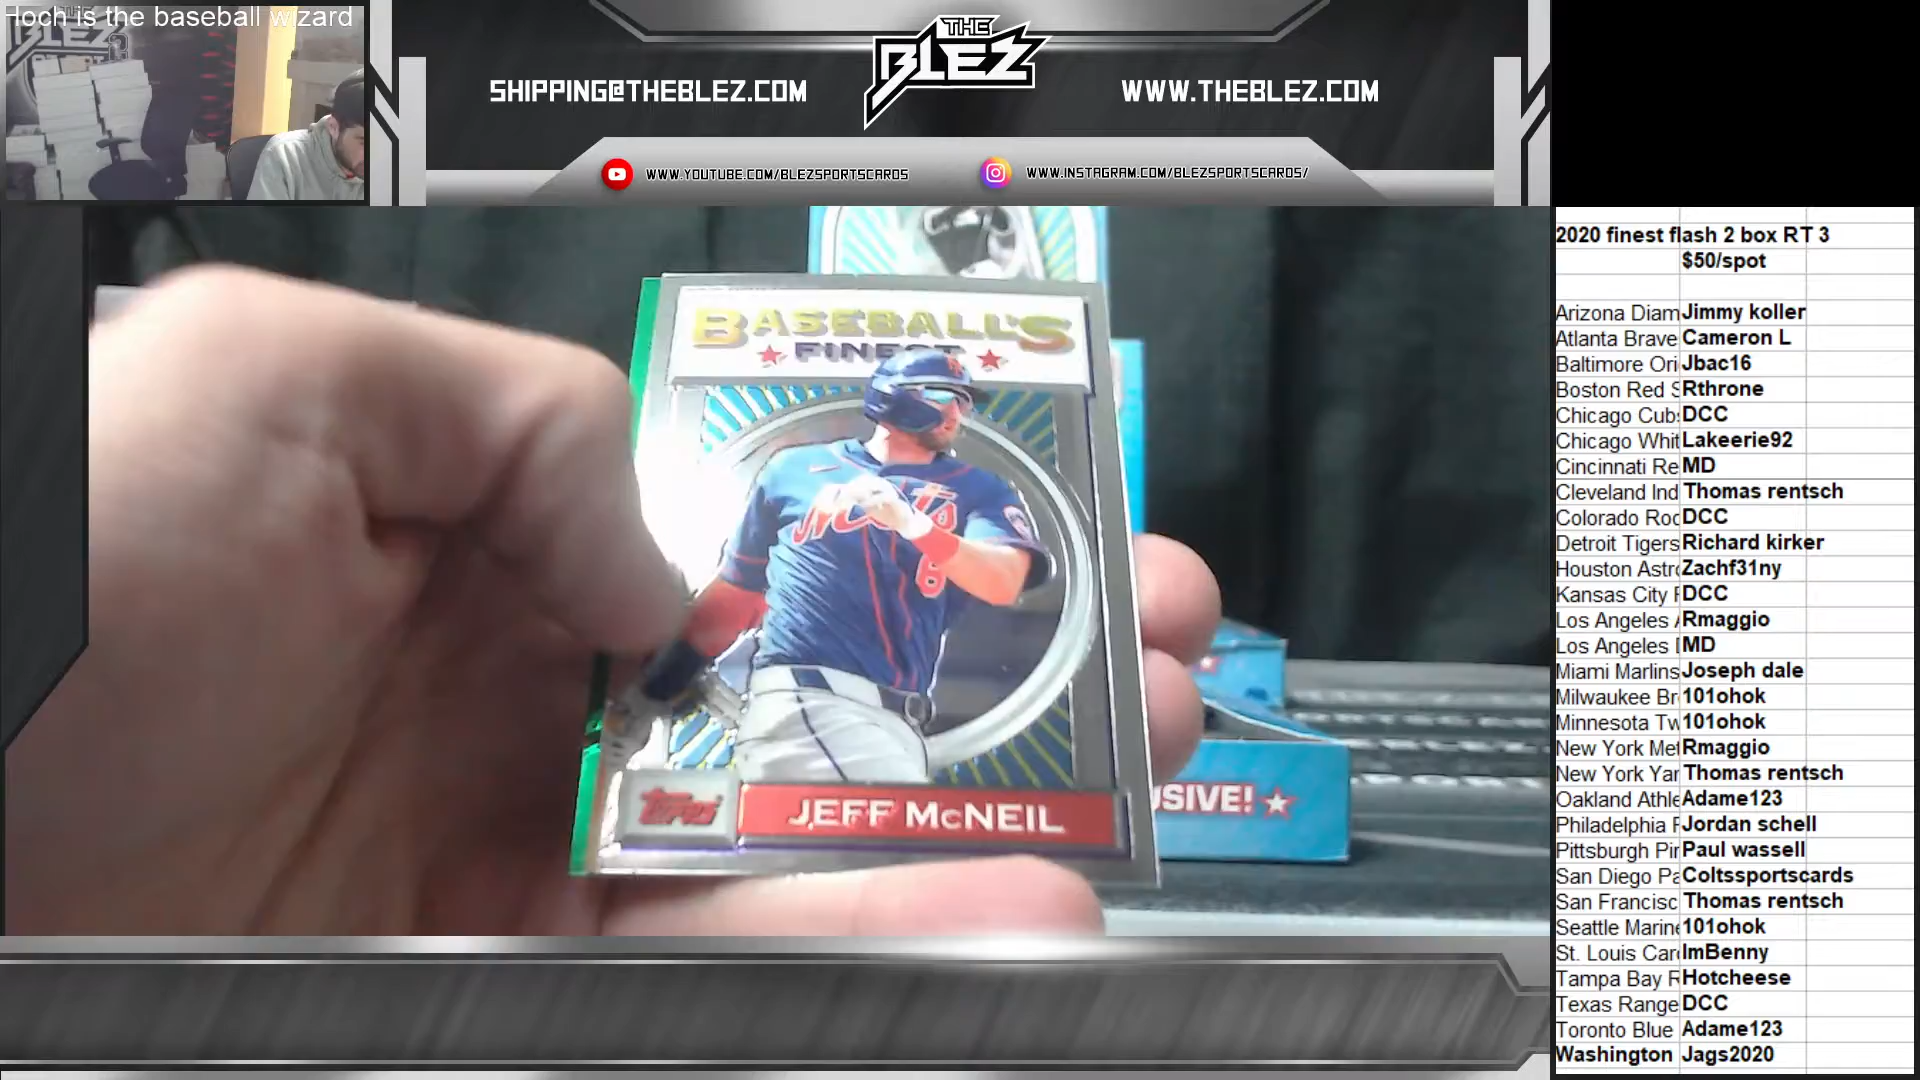 Hoch is the baseball wizard
THE
BLEZ
SHIPPING@THEBLEZ.COM
WWW.THEBLEZ.COM
WWW.YOUTUBE.COM/BLEZSPORTSCARDS
WWW.INSTAGRAM.COM/BLEZSPORTSCARDS/
BASEBALL'S
FINEST
Mets
6
TOPPS
JEFF McNEIL
USIVE!
2020 finest flash 2 box RT 3
$50/spot
Arizona Diam Jimmy koller
Atlanta Brave Cameron L
Baltimore Ori Jbac16
Boston Red S Rthrone
Chicago Cub DCC
Chicago Whit Lakeerie92
Cincinnati Re MD
Cleveland Ind Thomas rentsch
Colorado Roc DCC
Detroit Tigers Richard kirker
Houston Astr Zachf31ny
Kansas City DCC
Los Angeles Rmaggio
Los Angeles MD
Miami Marlins Joseph dale
Milwaukee Br 101ohok
Minnesota Tw 101ohok
New York Met Rmaggio
New York Yan Thomas rentsch
Oakland Athle Adame123
Philadelphia Jordan schell
Pittsburgh Pir Paul wassell
San Diego Pa Coltssportscards
San Francisc Thomas rentsch
Seattle Marine 101ohok
St. Louis Car ImBenny
Tampa Bay R Hotcheese
Texas Range DCC
Toronto Blue Adame123
Washington Jags2020